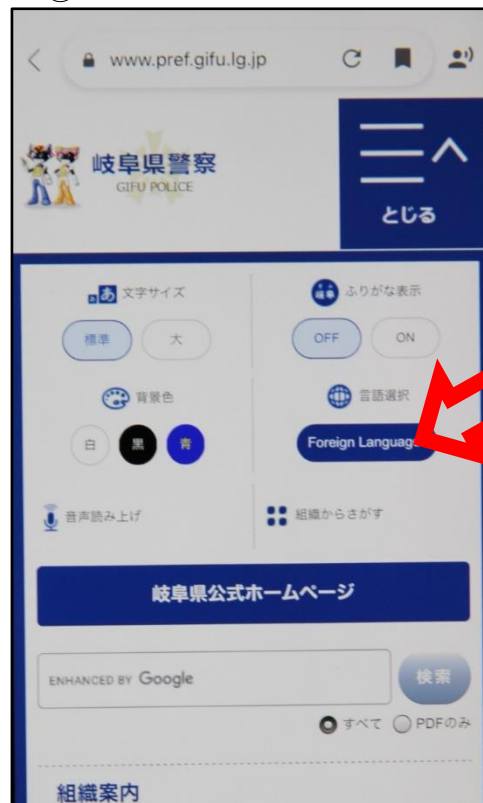 www.pref.gifu.lg.jp
岐阜県警察
GIFU POLICE
とじる
文字サイズ
ふりがな表示
標準 大
OFF ON
背景色
言語選択
白 黒 青
Foreign Language
音声読み上げ
組織からさがす
岐阜県公式ホームページ
ENHANCED BY Google
検索
すべて PDFのみ
組織案内